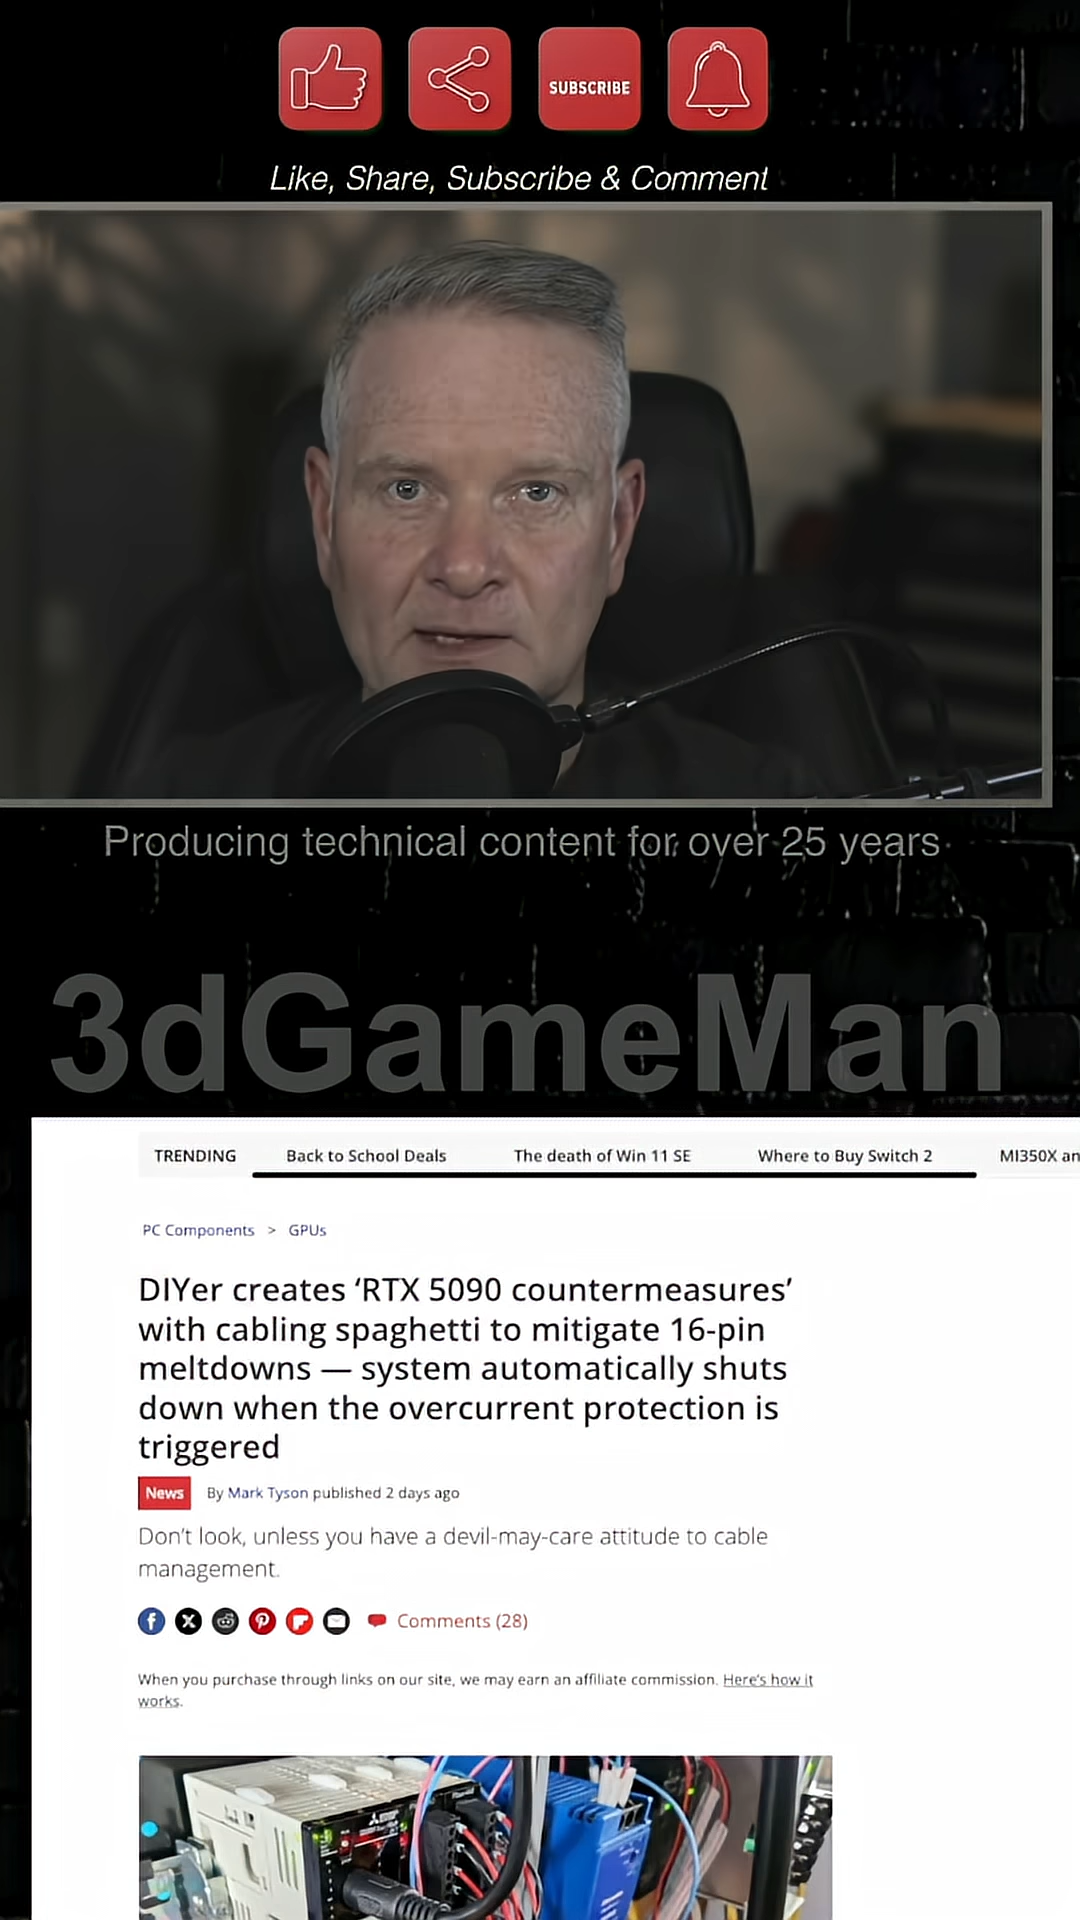 SUBSCRIBE
Like, Share, Subscribe & Comment
Producing technical content for over 25 years
3dGameMan
TRENDING Back to School Deals The death of Win 11 SE Where to Buy Switch 2 MI350X an
PC Components > GPUs
DIYer creates ‘RTX 5090 countermeasures’
with cabling spaghetti to mitigate 16-pin
meltdowns — system automatically shuts
down when the overcurrent protection is
triggered
News By Mark Tyson published 2 days ago
Don't look, unless you have a devil-may-care attitude to cable
management.
Comments (28)
When you purchase through links on our site, we may earn an affiliate commission. Here's how it
works.